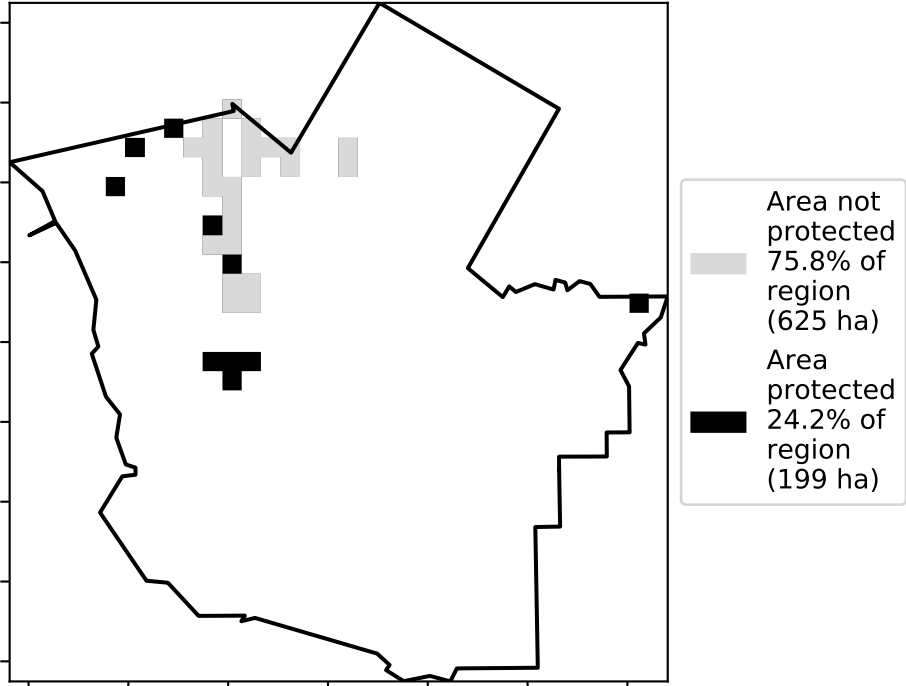 Area not
protected
75.8% of
region
(625 ha)
Area
protected
24.2% of
region
(199 ha)